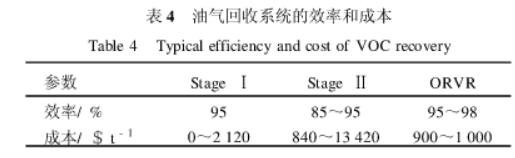 表 4 油气回收系统的效率和成本
Table 4 Typical efficiency and cost of VOC recovery
参数 Stage Ⅰ Stage Ⅱ ORVR
效率/ % 95 85～95 95～98
成本/ $ t⁻¹ 0～2 120 840～13 420 900～1 000